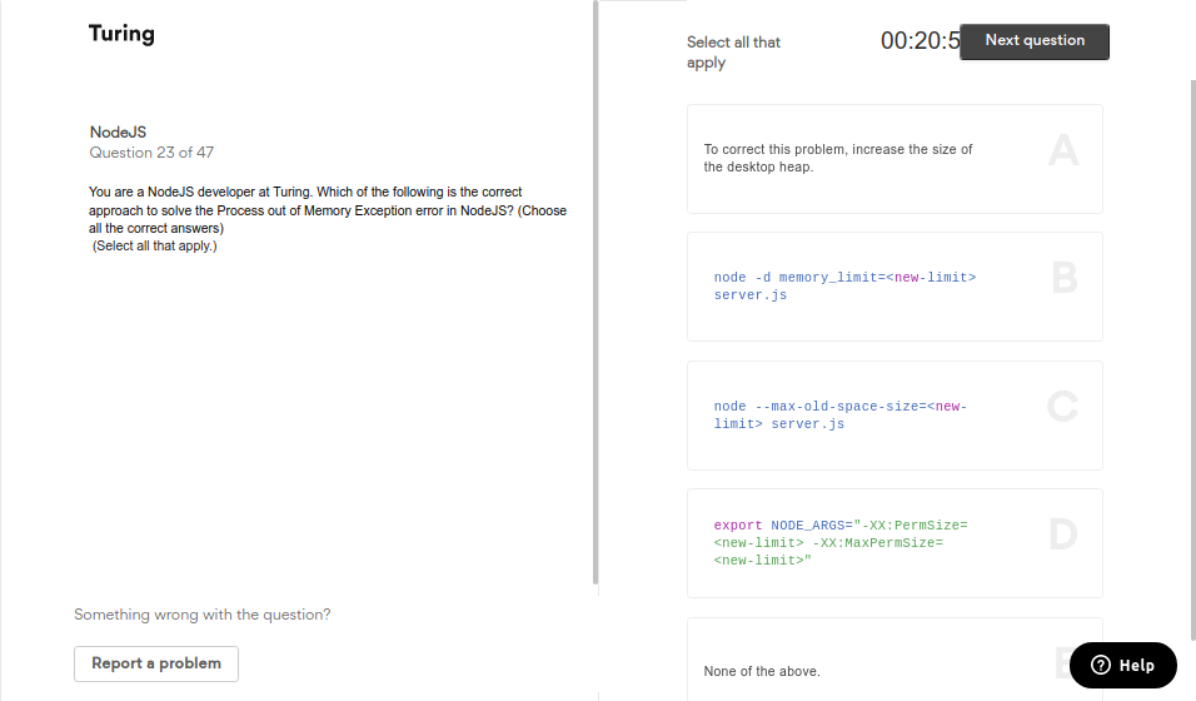 Turing
NodeJS
Question 23 of 47
You are a NodeJS developer at Turing. Which of the following is the correct
approach to solve the Process out of Memory Exception error in NodeJS? (Choose
all the correct answers)
(Select all that apply.)
Something wrong with the question?
Report a problem
Select all that
apply
00:20:5
Next question
To correct this problem, increase the size of
the desktop heap.
A
node -d memory_limit=<new-limit>
server.js
B
node --max-old-space-size=<new-
limit> server.js
C
export NODE_ARGS="-XX:PermSize=
<new-limit> -XX:MaxPermSize=
<new-limit>"
D
None of the above.
E
Help